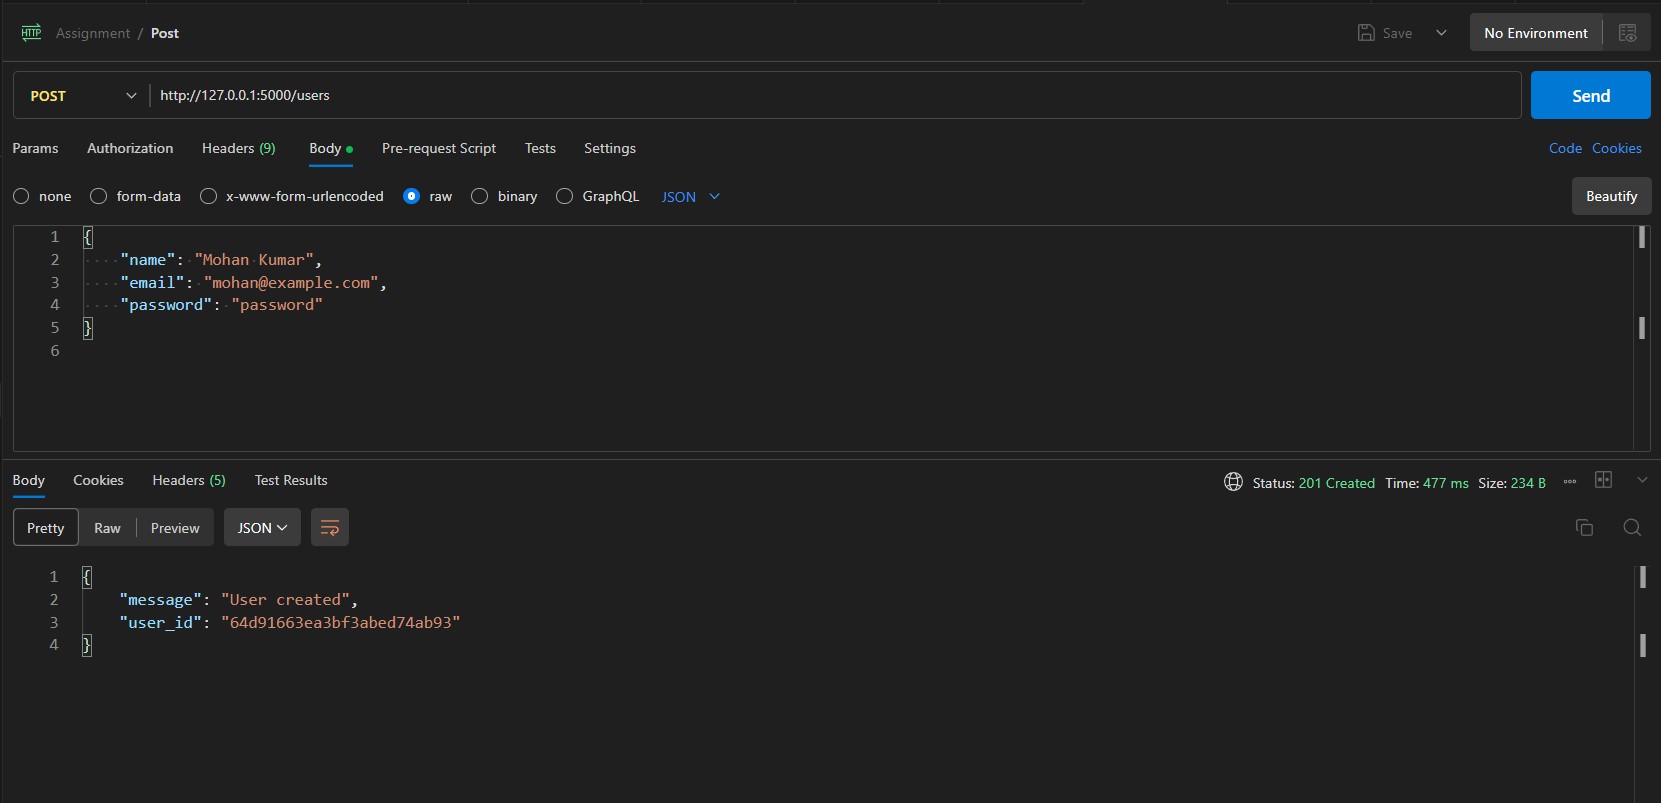 HTTP Assignment / Post Save No Environment
POST http://127.0.0.1:5000/users Send
Params Authorization Headers (9) Body Pre-request Script Tests Settings Code Cookies
none form-data x-www-form-urlencoded raw binary GraphQL JSON Beautify
1 {
2 "name": "Mohan Kumar",
3 "email": "mohan@example.com",
4 "password": "password"
5 }
6
Body Cookies Headers (5) Test Results Status: 201 Created Time: 477 ms Size: 234 B
Pretty Raw Preview JSON
1 {
2 "message": "User created",
3 "user_id": "64d91663ea3bf3abed74ab93"
4 }